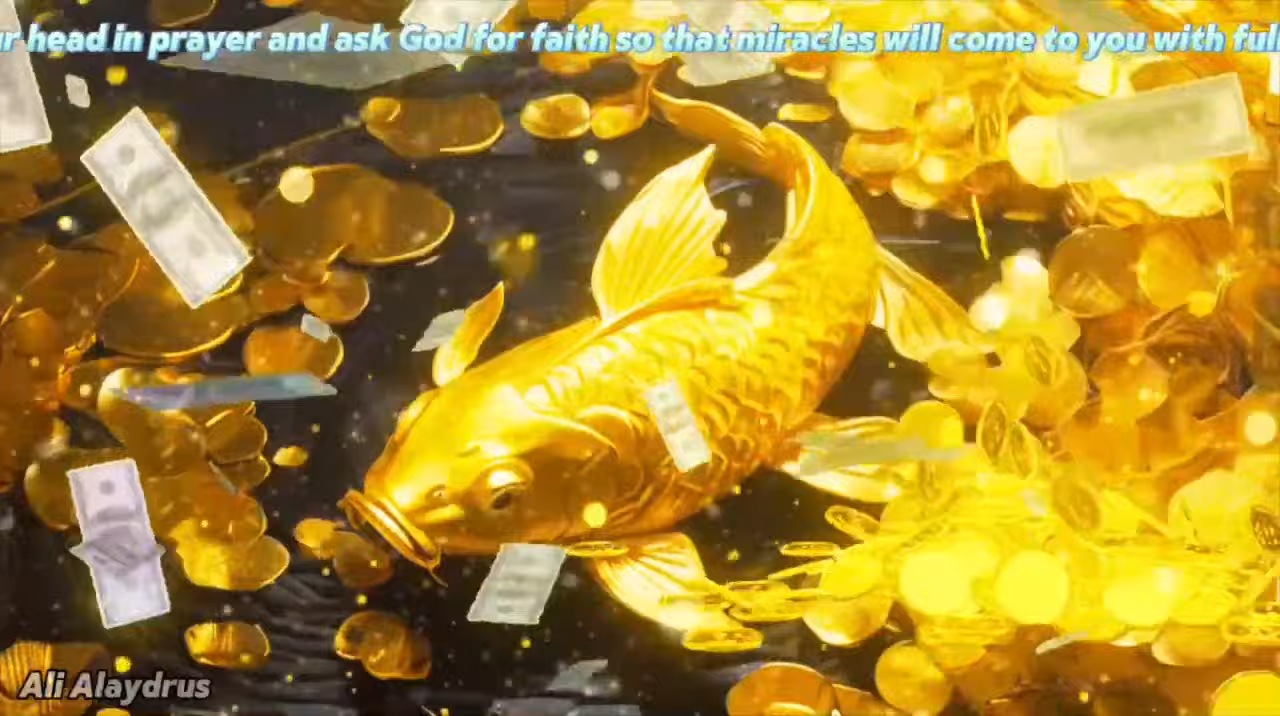 head in prayer and ask God for faith so that miracles will come to you with
Ali Alaydrus